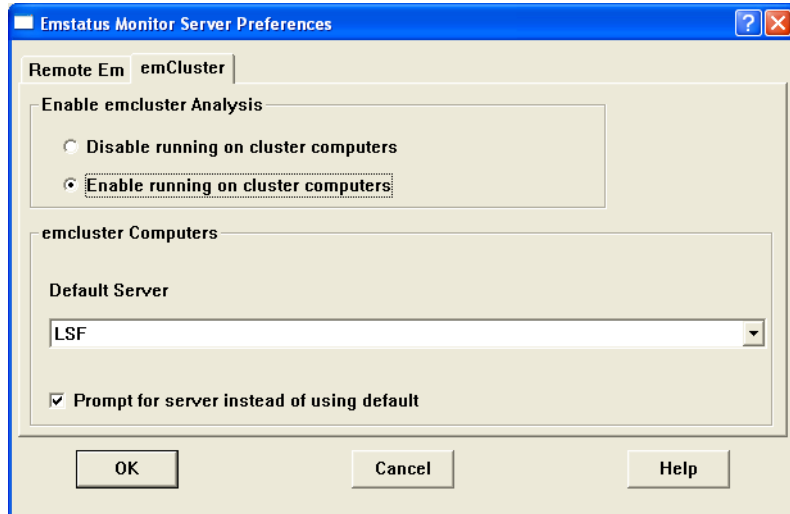 Emstatus Monitor Server Preferences
?
X
Remote Em
emCluster
Enable emcluster Analysis
Disable running on cluster computers
Enable running on cluster computers
emcluster Computers
Default Server
LSF
Prompt for server instead of using default
OK
Cancel
Help